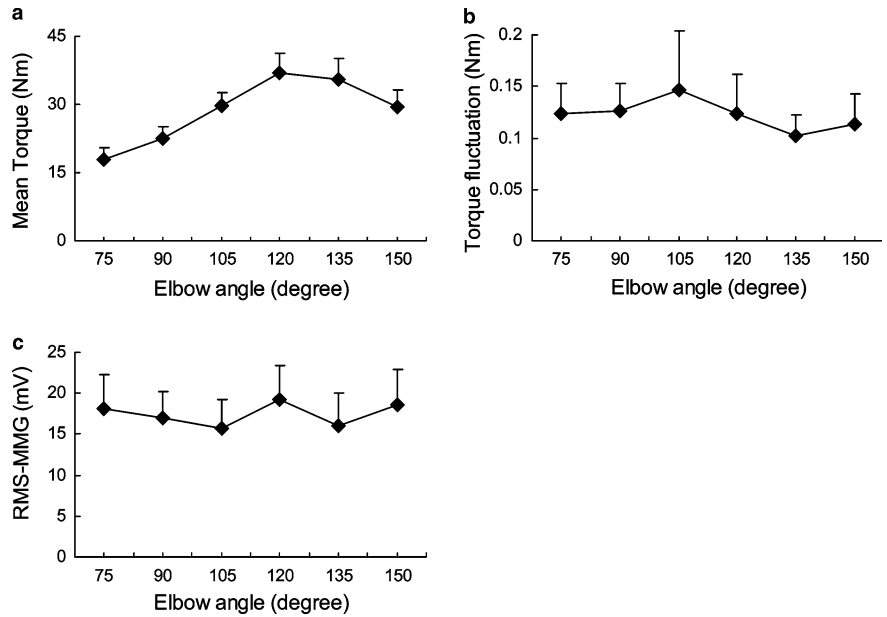 a
Mean Torque (Nm)
45
30
15
0
75 90 105 120 135 150
Elbow angle (degree)
b
Torque fluctuation (Nm)
0.2
0.15
0.1
0.05
0
75 90 105 120 135 150
Elbow angle (degree)
c
RMS-MMG (mV)
25
20
15
10
5
0
75 90 105 120 135 150
Elbow angle (degree)